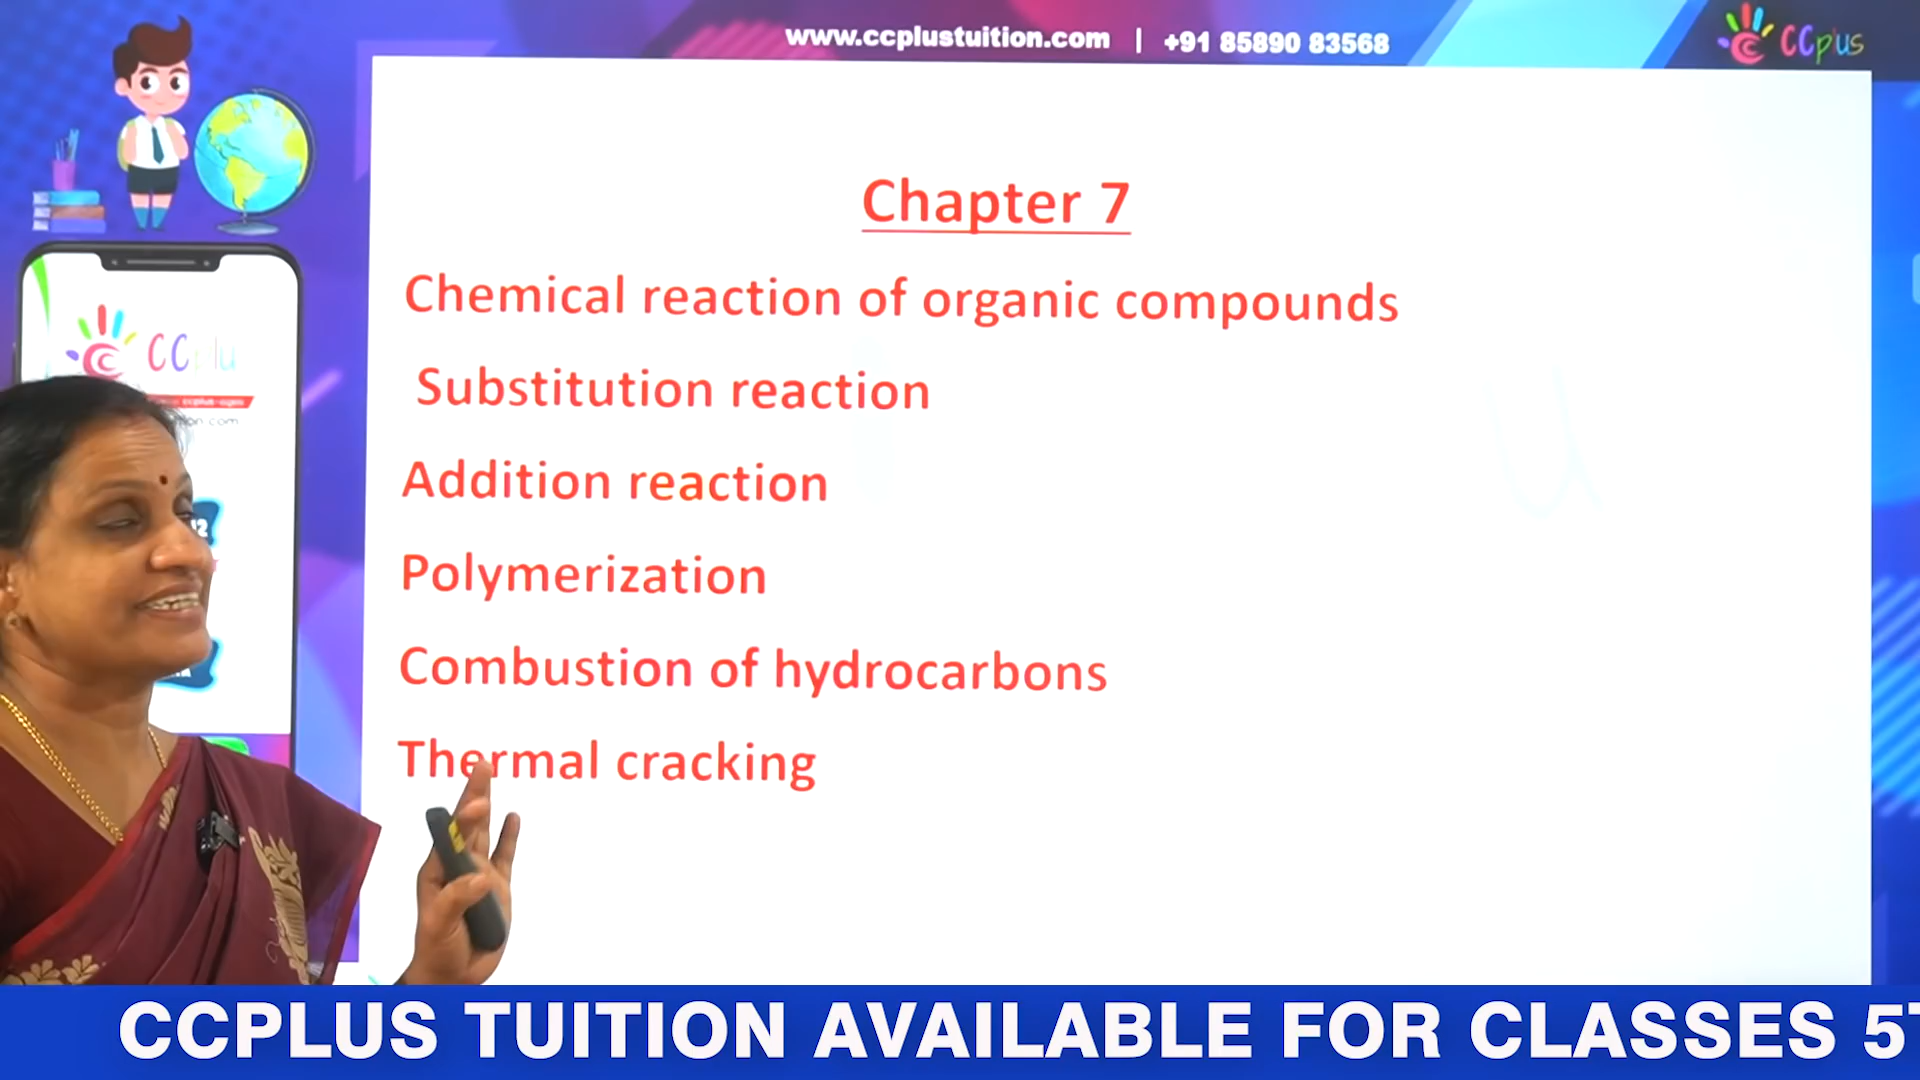 www.ccplustuition.com | +91 85890 83568
CCplus
Chapter 7
Chemical reaction of organic compounds
Substitution reaction
Addition reaction
Polymerization
Combustion of hydrocarbons
Thermal cracking
CCPLUS TUITION AVAILABLE FOR CLASSES 5T